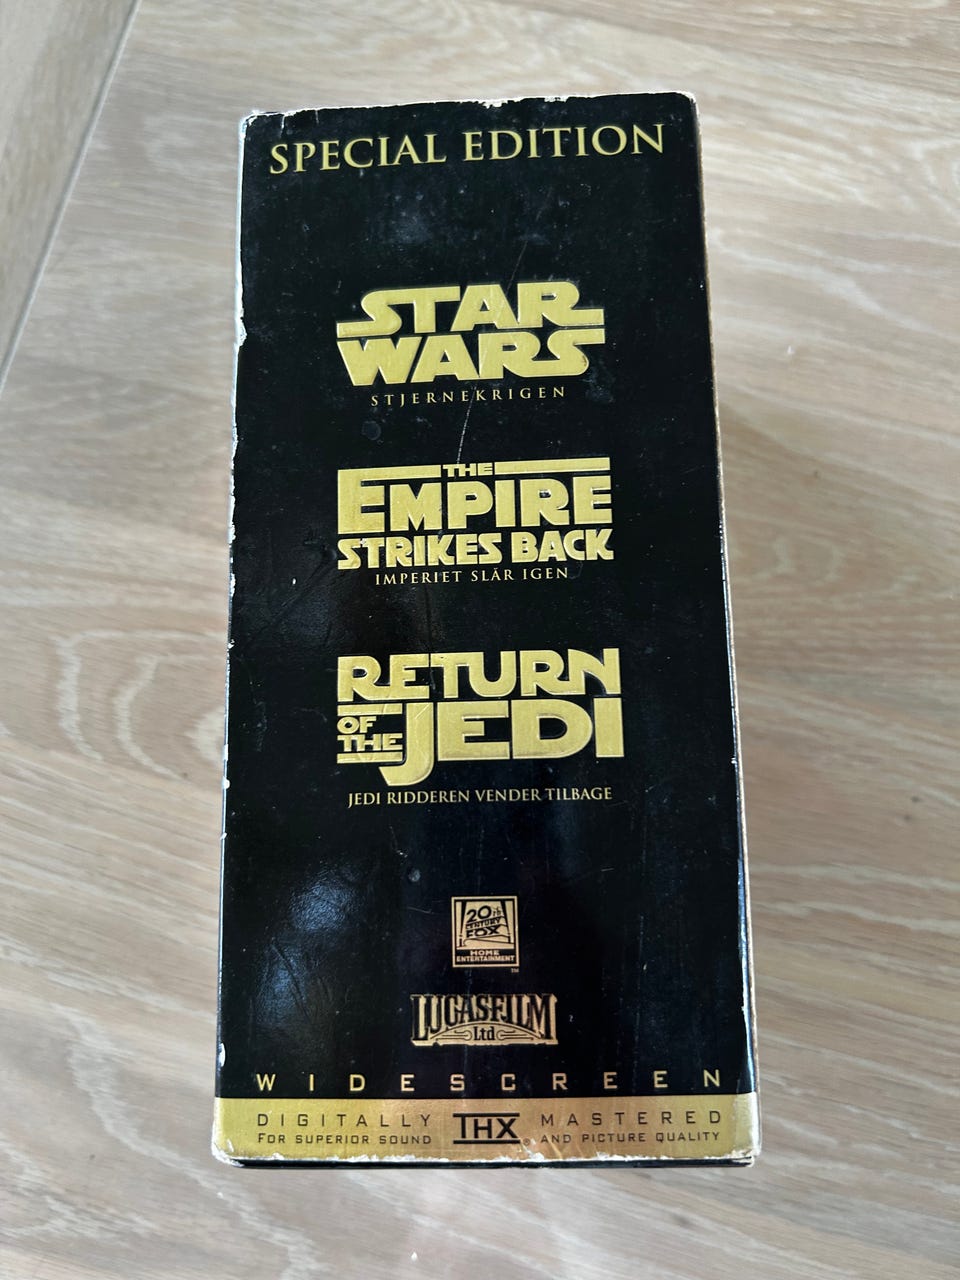 SPECIAL EDITION
STAR
WARS
STJERNEKRIGEN
THE
EMPIRE
STRIKES BACK
IMPERIET SLÅR IGEN
RETURN
OF THE JEDI
JEDI RIDDEREN VENDER TILBAGE
20th
CENTURY
FOX
HOME
ENTERTAINMENT
TM
LUCASFILM
Ltd
WIDESCREEN
DIGITALLY THX MASTERED
FOR SUPERIOR SOUND ® AND PICTURE QUALITY